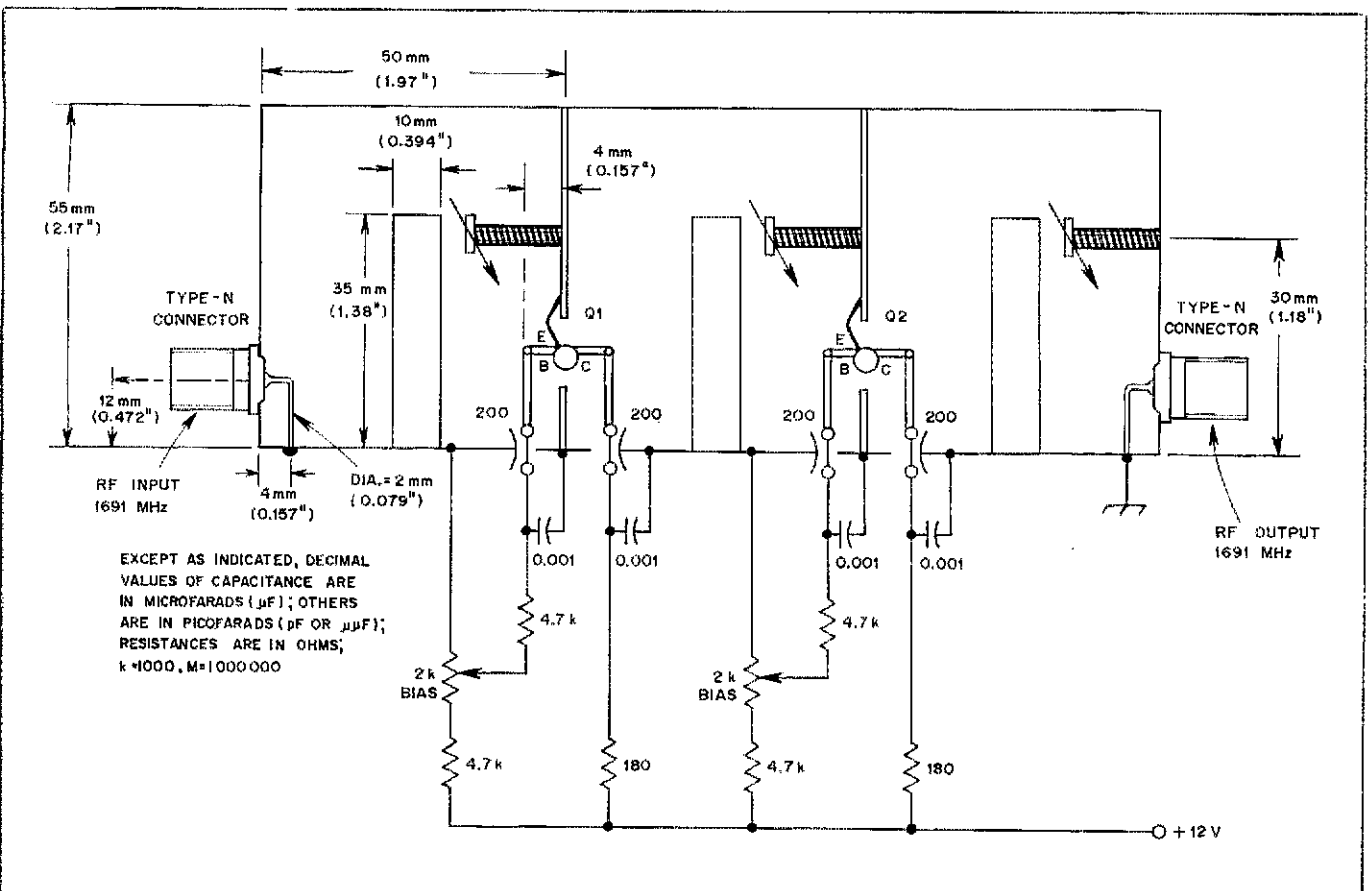 50 mm
(1.97")
10 mm
(0.394")
4 mm
(0.157")
55 mm
(2.17")
35 mm
(1.38")
Q1
Q2
TYPE-N
CONNECTOR
TYPE-N
CONNECTOR
30 mm
(1.18")
E
B
C
E
B
C
12 mm
(0.472")
200
200
200
200
RF INPUT
1691 MHz
4 mm
(0.157")
DIA.= 2 mm
(0.079")
RF OUTPUT
1691 MHz
0.001
0.001
0.001
0.001
EXCEPT AS INDICATED, DECIMAL
VALUES OF CAPACITANCE ARE
IN MICROFARADS (µF); OTHERS
ARE IN PICOFARADS (pF OR µµF);
RESISTANCES ARE IN OHMS;
k=1000, M=1000000
4.7 k
4.7 k
2 k
BIAS
2 k
BIAS
4.7 k
180
4.7 k
180
+ 12 V